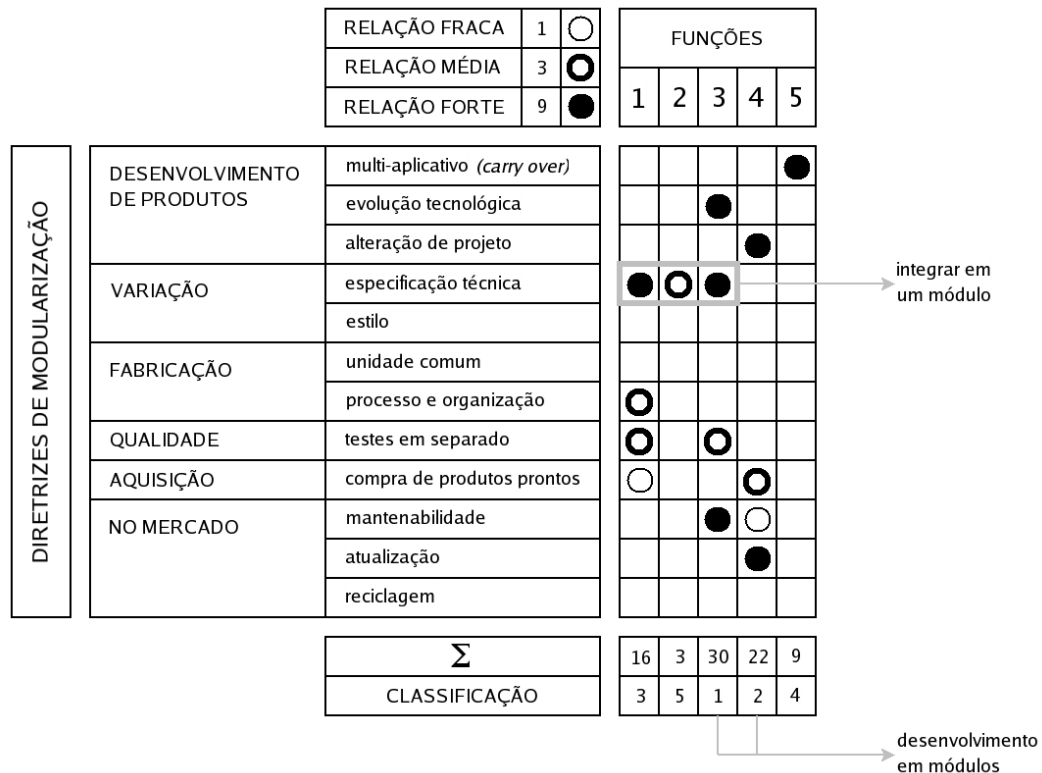 RELAÇÃO FRACA 1
RELAÇÃO MÉDIA 3
RELAÇÃO FORTE 9
FUNÇÕES
1 2 3 4 5
DIRETRIZES DE MODULARIZAÇÃO
DESENVOLVIMENTO
DE PRODUTOS
multi-aplicativo (carry over)
evolução tecnológica
alteração de projeto
VARIAÇÃO
especificação técnica
estilo
integrar em
um módulo
FABRICAÇÃO
unidade comum
processo e organização
QUALIDADE
testes em separado
AQUISIÇÃO
compra de produtos prontos
NO MERCADO
mantenabilidade
atualização
reciclagem
Σ 16 3 30 22 9
CLASSIFICAÇÃO 3 5 1 2 4
desenvolvimento
em módulos